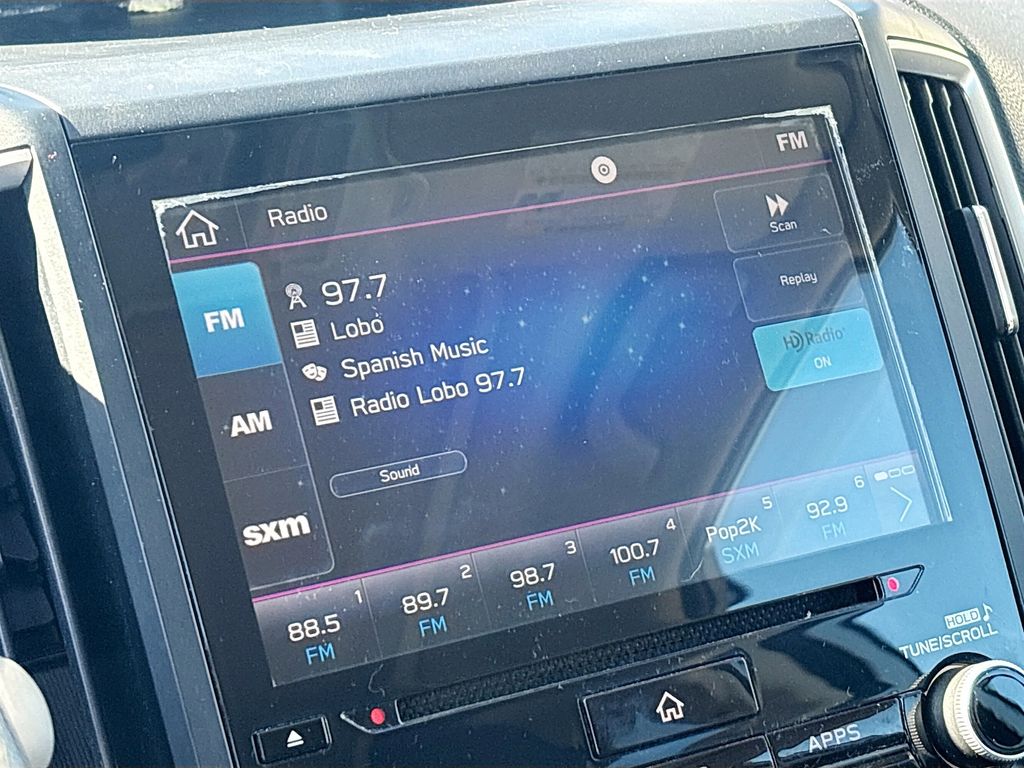 Radio
FM
FM
AM
sxm
97.7
Lobo
Spanish Music
Radio Lobo 97.7
Sound
Scan
Replay
HD Radio
ON
1
88.5
FM
2
89.7
FM
3
98.7
FM
4
100.7
FM
5
Pop2K
SXM
6
92.9
FM
HOLD
TUNE/SCROLL
APPS